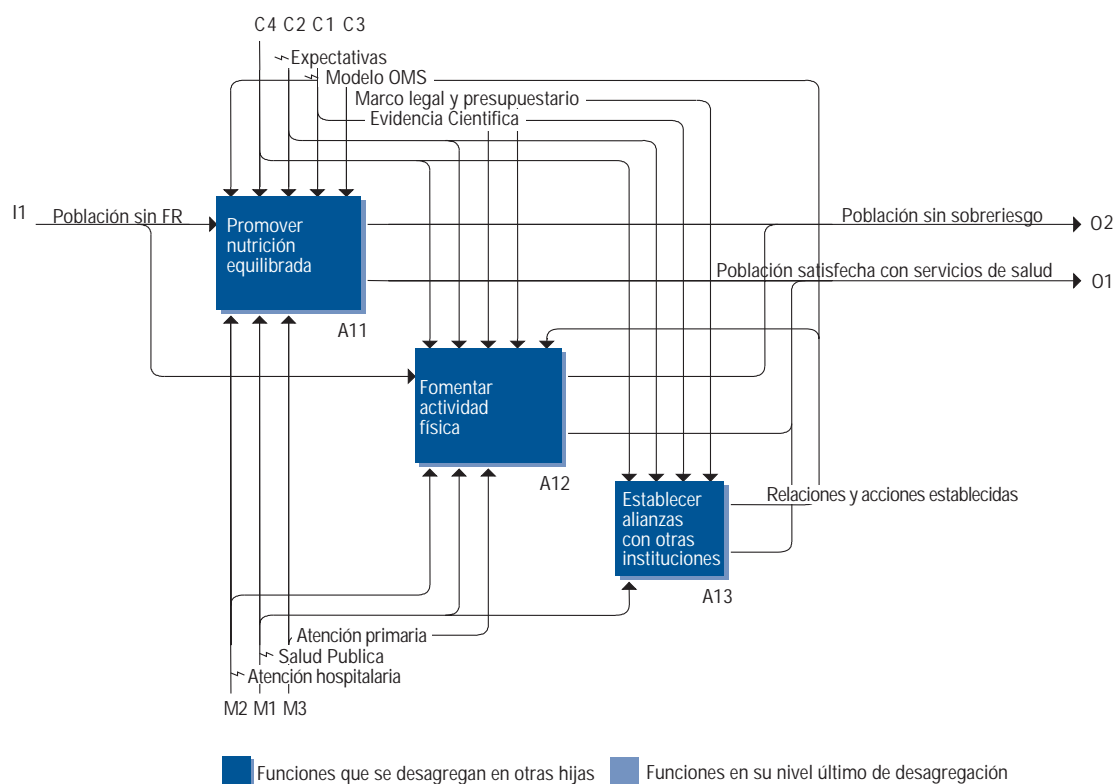 C4 C2 C1 C3
Expectativas
Modelo OMS
Marco legal y presupuestario
Evidencia Cientifica
I1
Población sin FR
Promover
nutrición
equilibrada
A11
Población sin sobreriesgo
O2
Población satisfecha con servicios de salud
O1
Fomentar
actividad
física
A12
Establecer
alianzas
con otras
instituciones
A13
Relaciones y acciones establecidas
Atención primaria
Salud Publica
Atención hospitalaria
M2 M1 M3
Funciones que se desagregan en otras hijas
Funciones en su nivel último de desagregación